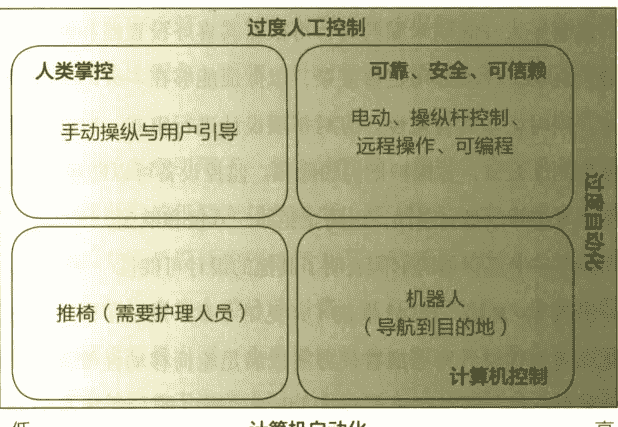 过度人工控制
人类掌控
可靠、安全、可信赖
手动操纵与用户引导
电动、操纵杆控制、
远程操作、可编程
过度自动化
推椅（需要护理人员）
机器人
（导航到目的地）
计算机控制
低
计算机自动化
高